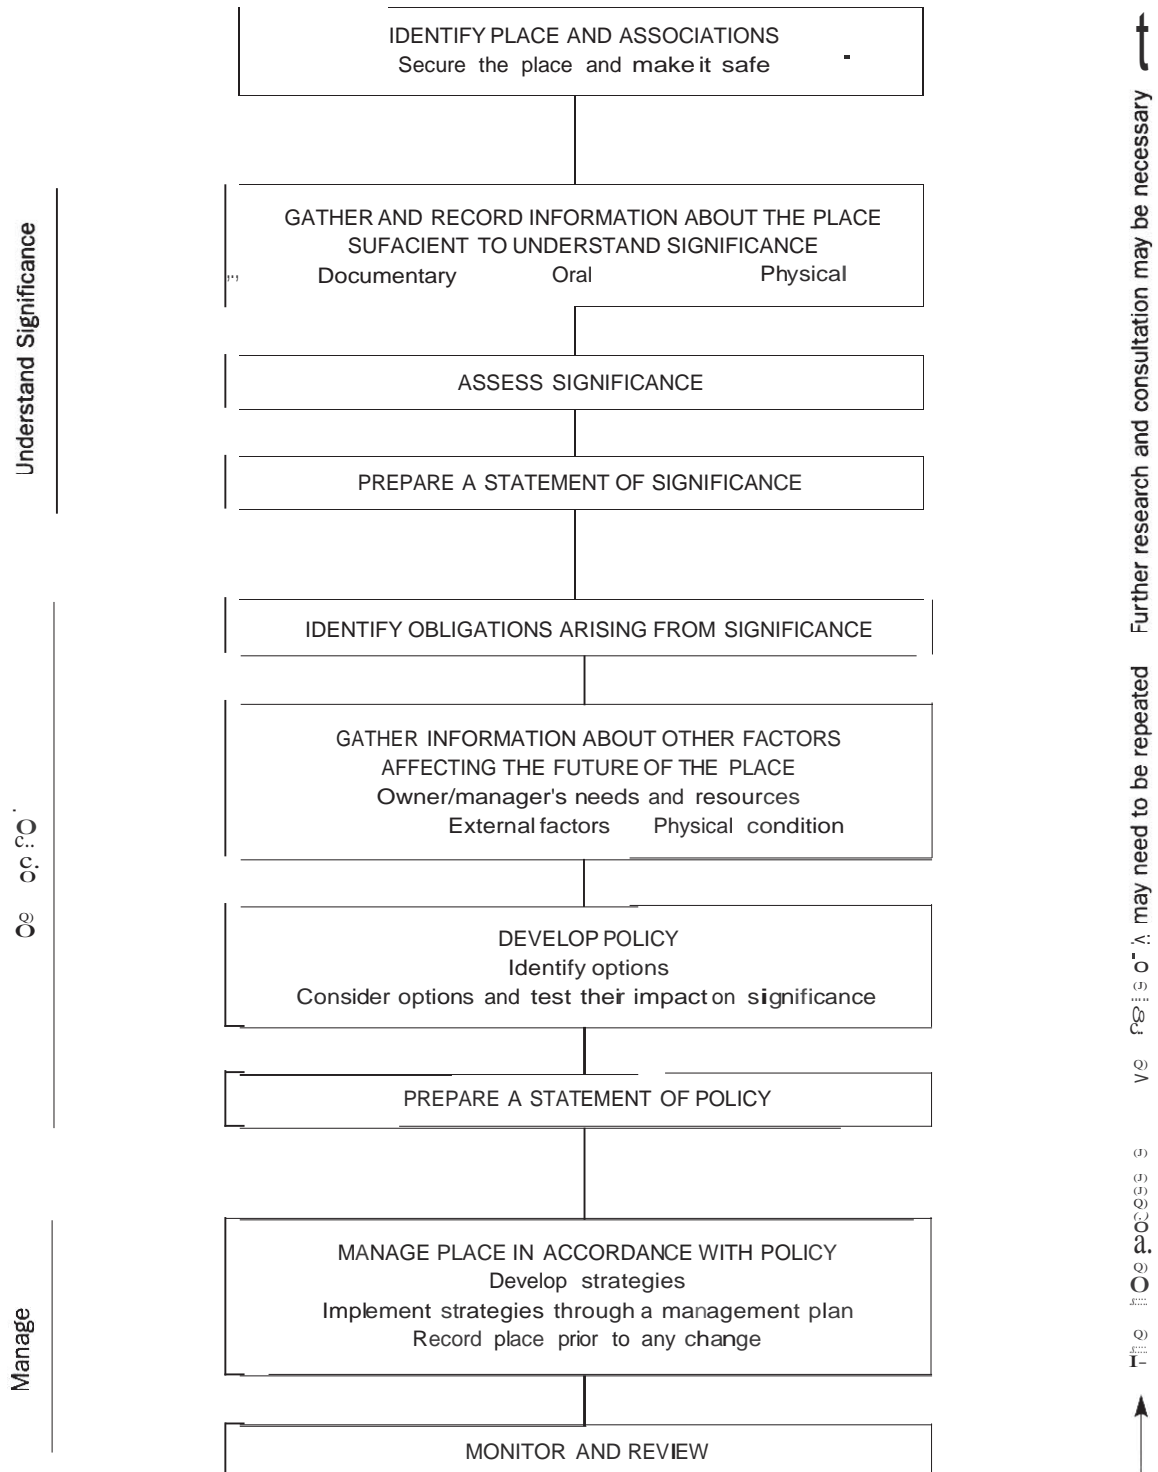 IDENTIFY PLACE AND ASSOCIATIONS
Secure the place and make it safe
GATHER AND RECORD INFORMATION ABOUT THE PLACE
SUFACIENT TO UNDERSTAND SIGNIFICANCE
Documentary Oral Physical
ASSESS SIGNIFICANCE
PREPARE A STATEMENT OF SIGNIFICANCE
Understand Significance
IDENTIFY OBLIGATIONS ARISING FROM SIGNIFICANCE
GATHER INFORMATION ABOUT OTHER FACTORS
AFFECTING THE FUTURE OF THE PLACE
Owner/manager's needs and resources
External factors Physical condition
DEVELOP POLICY
Identify options
Consider options and test their impact on significance
PREPARE A STATEMENT OF POLICY
MANAGE PLACE IN ACCORDANCE WITH POLICY
Develop strategies
Implement strategies through a management plan
Record place prior to any change
Manage
MONITOR AND REVIEW
may need to be repeated
Further research and consultation may be necessary